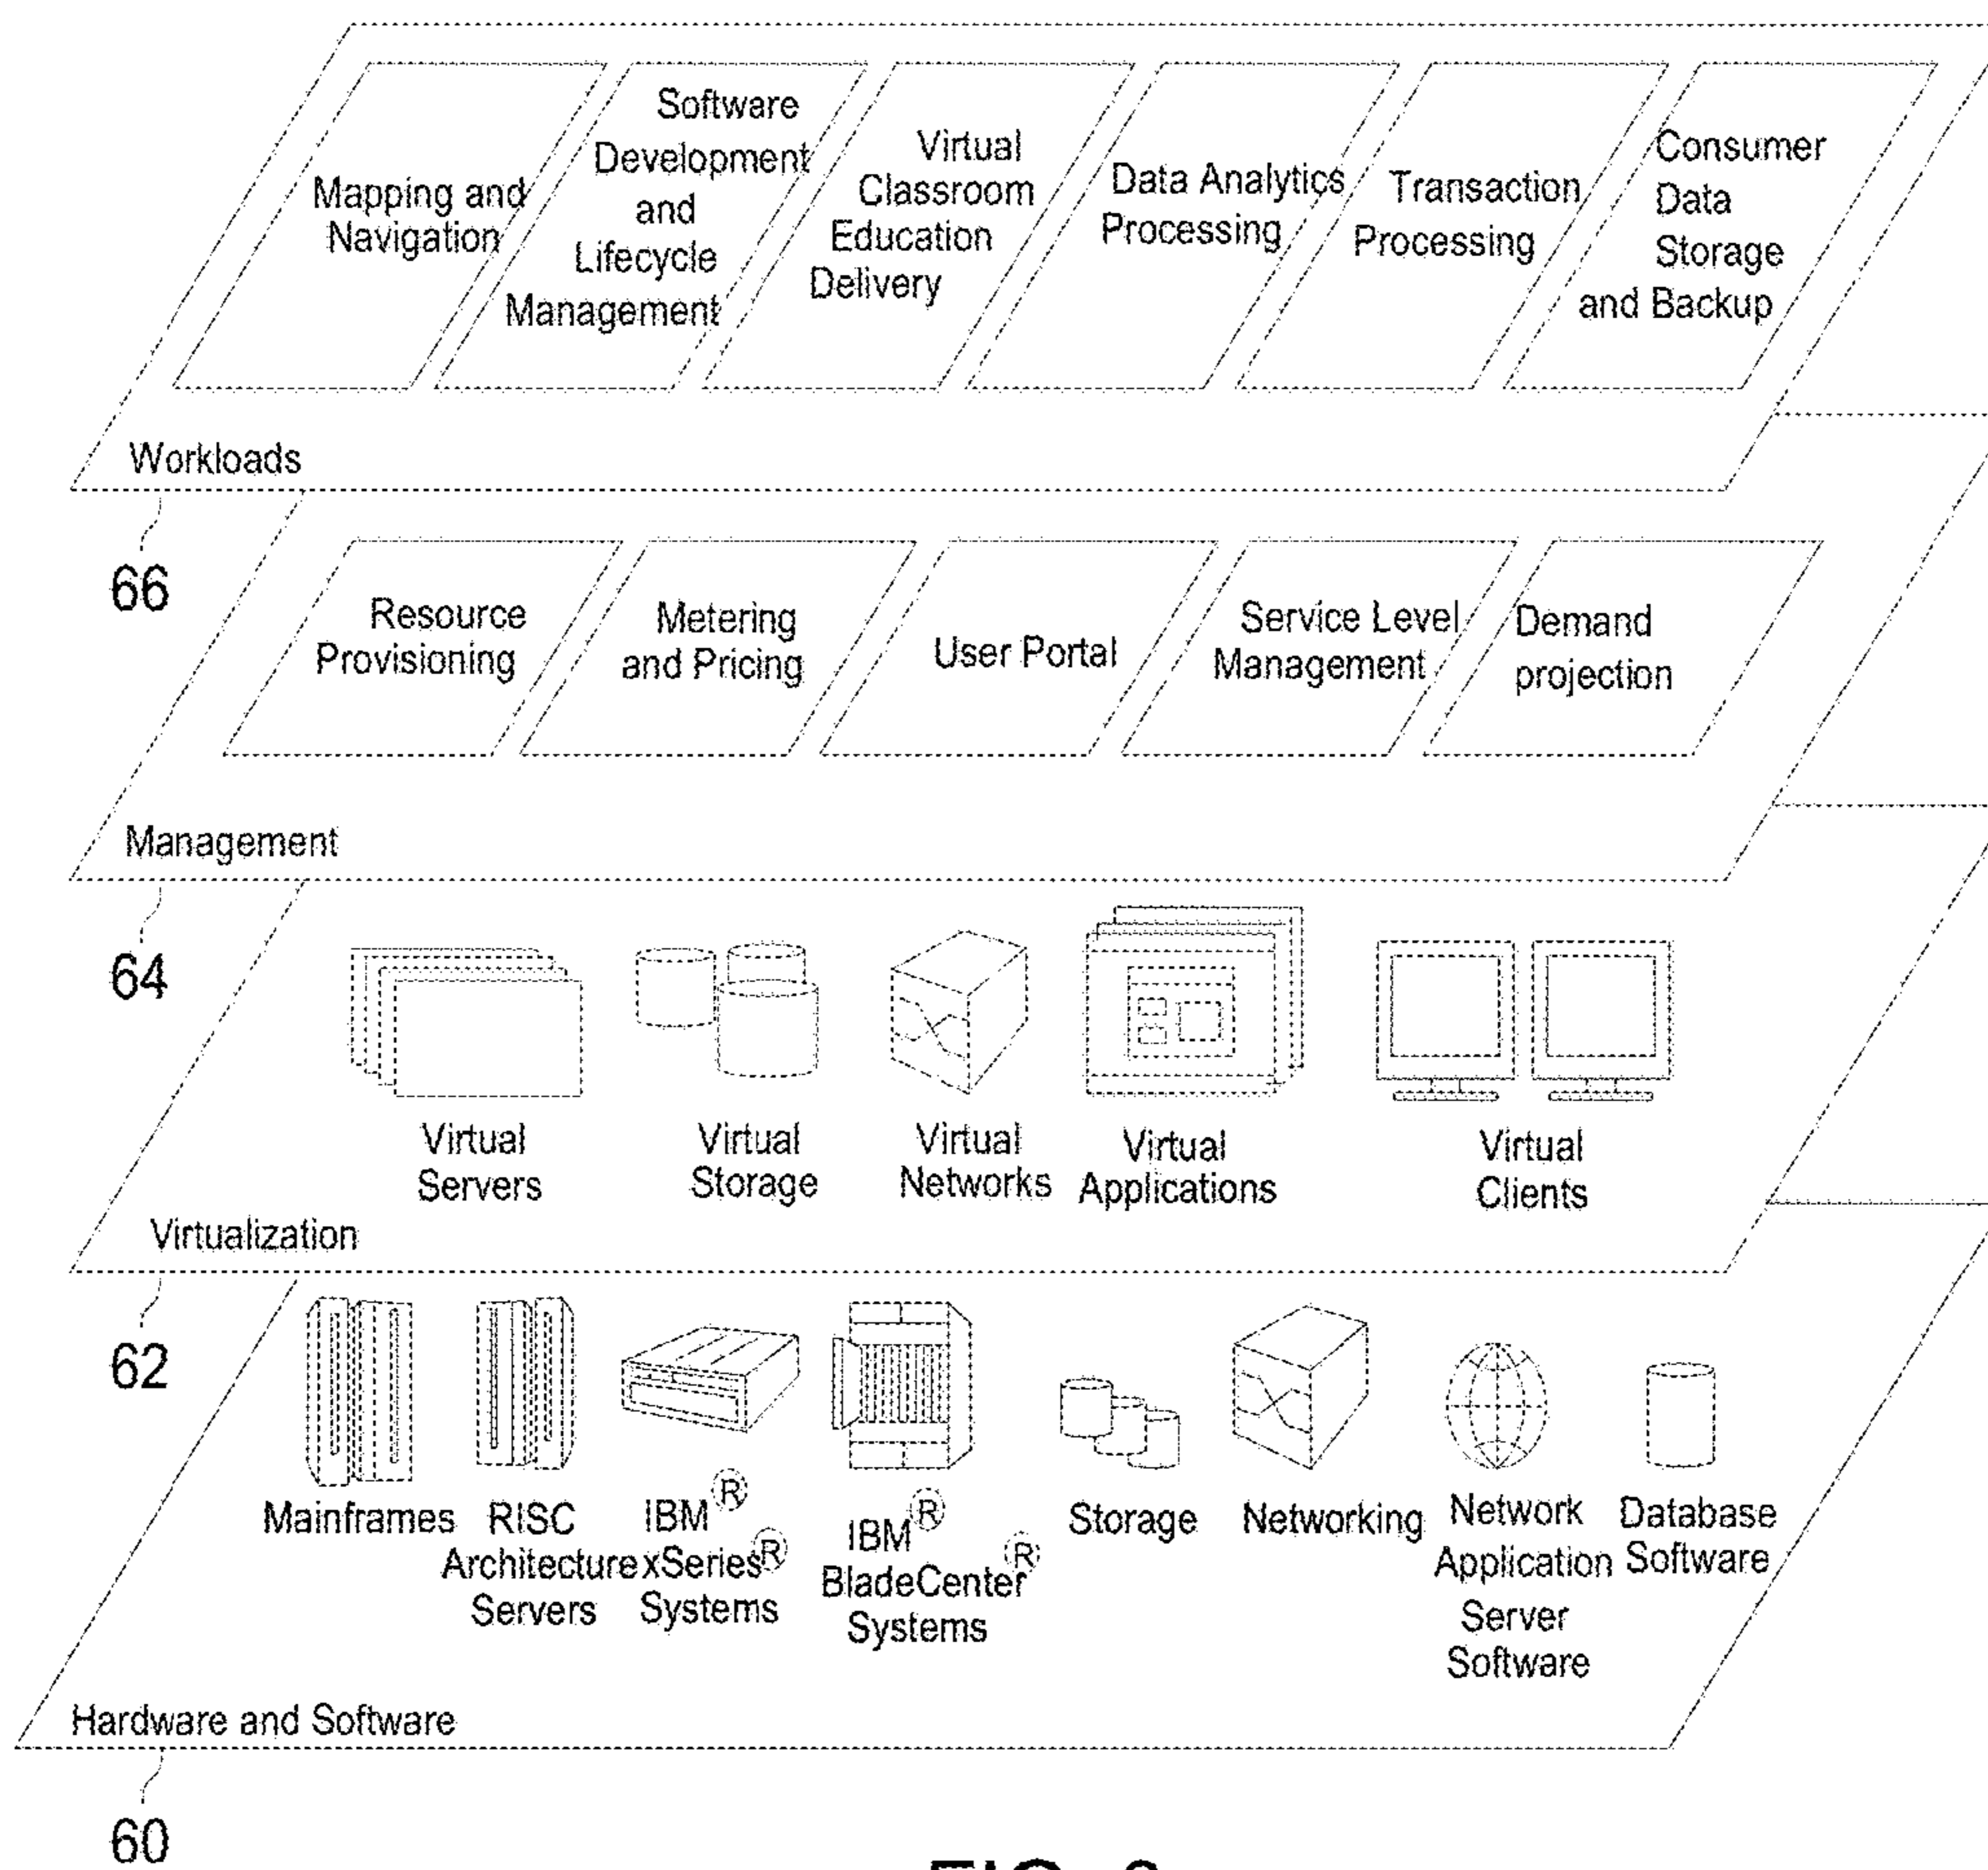 Mapping and
Navigation
Software
Development
and
Lifecycle
Management
Virtual
Classroom
Education
Delivery
Data Analytics
Processing
Transaction
Processing
Consumer
Data
Storage
and Backup
Workloads
66
Resource
Provisioning
Metering
and Pricing
User Portal
Service Level
Management
Demand
projection
Management
64
Virtual
Servers
Virtual
Storage
Virtual
Networks
Virtual
Applications
Virtual
Clients
Virtualization
62
Mainframes
RISC
Architecture
Servers
IBM®
xSeries®
Systems
IBM®
BladeCenter®
Systems
Storage
Networking
Network
Application
Server
Software
Database
Software
Hardware and Software
60